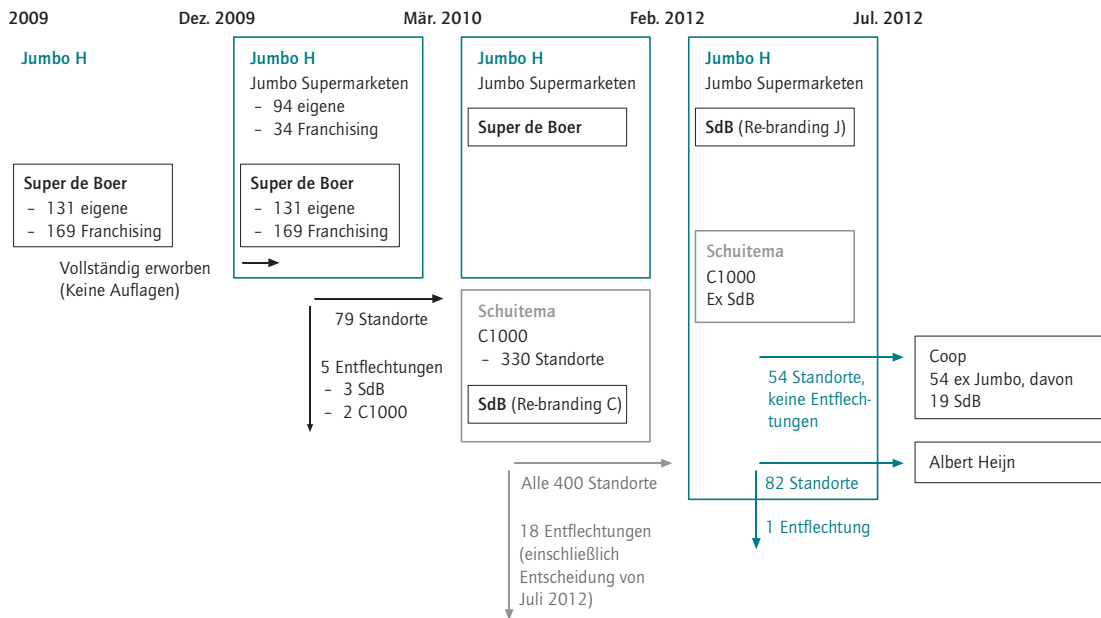 2009
Dez. 2009
Mär. 2010
Feb. 2012
Jul. 2012
Jumbo H
Super de Boer
- 131 eigene
- 169 Franchising
Vollständig erworben
(Keine Auflagen)
Jumbo H
Jumbo Supermarketen
- 94 eigene
- 34 Franchising
Super de Boer
- 131 eigene
- 169 Franchising
79 Standorte
5 Entflechtungen
- 3 SdB
- 2 C1000
Jumbo H
Jumbo Supermarketen
Super de Boer
Schuitema
C1000
- 330 Standorte
SdB (Re-branding C)
Alle 400 Standorte
18 Entflechtungen
(einschließlich
Entscheidung von
Juli 2012)
Jumbo H
Jumbo Supermarketen
SdB (Re-branding J)
Schuitema
C1000
Ex SdB
54 Standorte,
keine Entflech-
tungen
82 Standorte
1 Entflechtung
Coop
54 ex Jumbo, davon
19 SdB
Albert Heijn